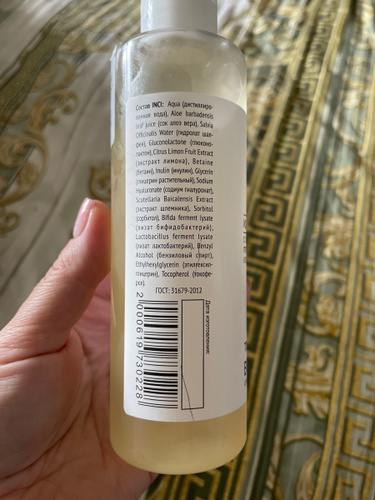 Состав INCI: Aqua (дистиллиро-
ванная вода), Aloe barbadensis
leaf juice (сок алоэ вера), Salvia
Officinalis Water (гидролат шал-
фей), Gluconolactone (глюконо-
лактон), Citrus Limon Fruit Extract
(экстракт лимона), Betaine
(бетаин), Inulin (инулин), Glycerin
(глицерин растительный), Sodium
Hyaluronate (содиум гиалуронат),
Scutellaria Baicalensis Extract
(экстракт шлемника), Sorbitol
(сорбитол), Bifida ferment lysate
(лизат бифидобактерий),
Lactobacillus ferment lysate
(лизат лактобактерий), Benzyl
Alcohol (бензиловый спирт),
Ethylhexylglycerin (этилгексил-
глицерин), Tocopherol (токофе-
рол).
ГОСТ: 31679-2012
Дата изготовления:
2000619730228